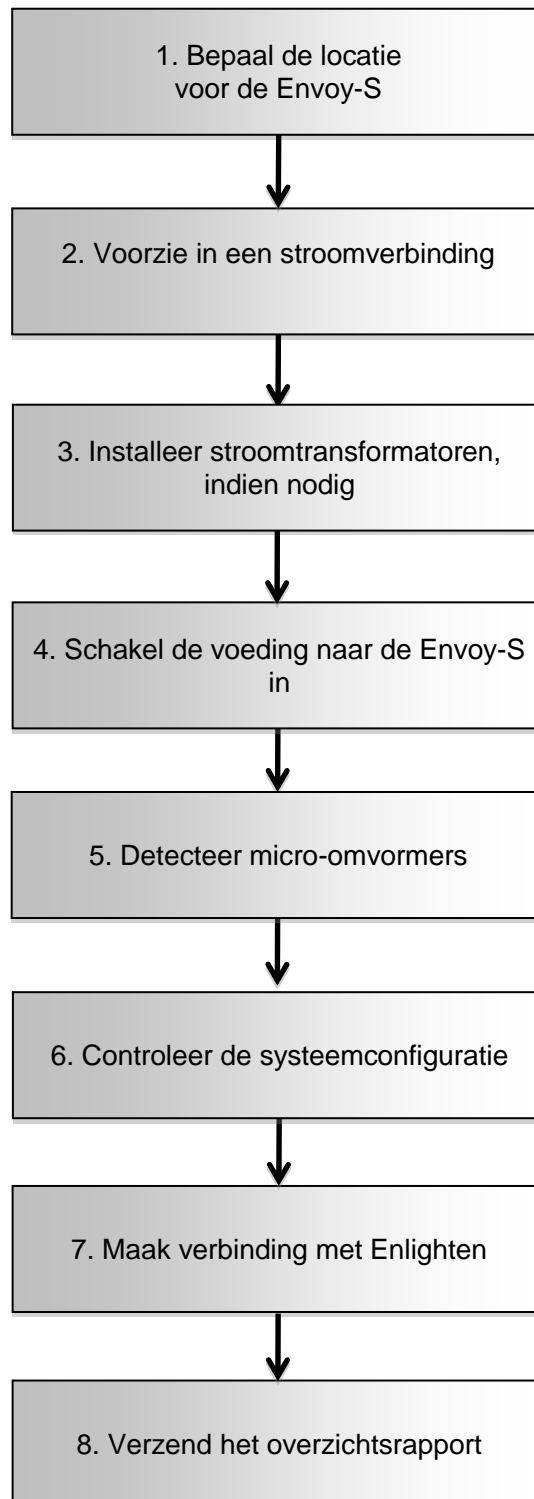 1. Bepaal de locatie
voor de Envoy-S
2. Voorzie in een stroomverbinding
3. Installeer stroomtransformatoren,
indien nodig
4. Schakel de voeding naar de Envoy-S
in
5. Detecteer micro-omvormers
6. Controleer de systeemconfiguratie
7. Maak verbinding met Enlighten
8. Verzend het overzichtsrapport